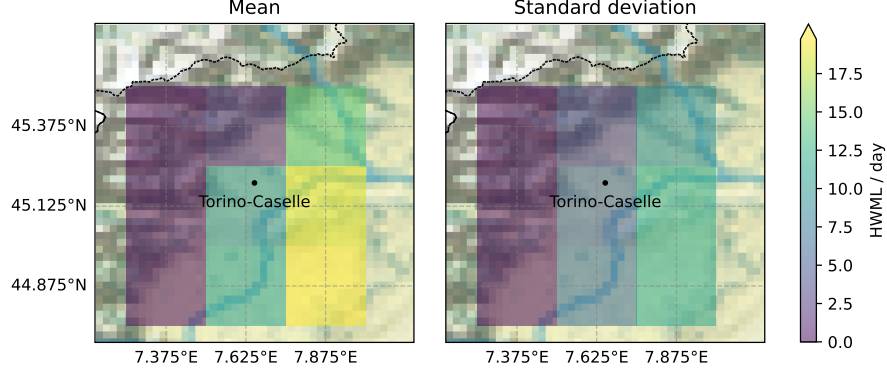 Mean
Standard deviation
45.375°N
45.125°N
44.875°N
Torino-Caselle
Torino-Caselle
7.375°E 7.625°E 7.875°E
7.375°E 7.625°E 7.875°E
17.5
15.0
12.5
10.0
7.5
5.0
2.5
0.0
HWML / day